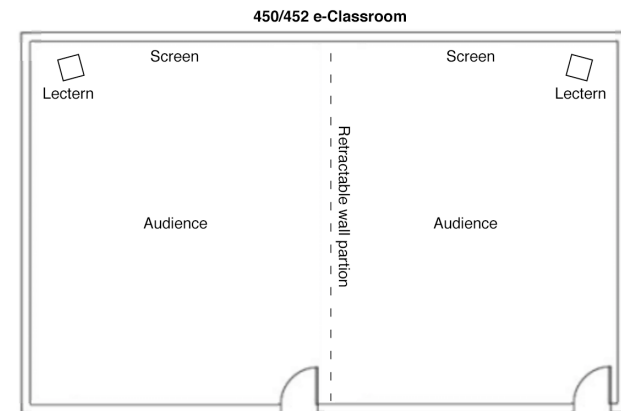 450/452 e-Classroom
Screen
Screen
Lectern
Lectern
Retractable wall partion
Audience
Audience